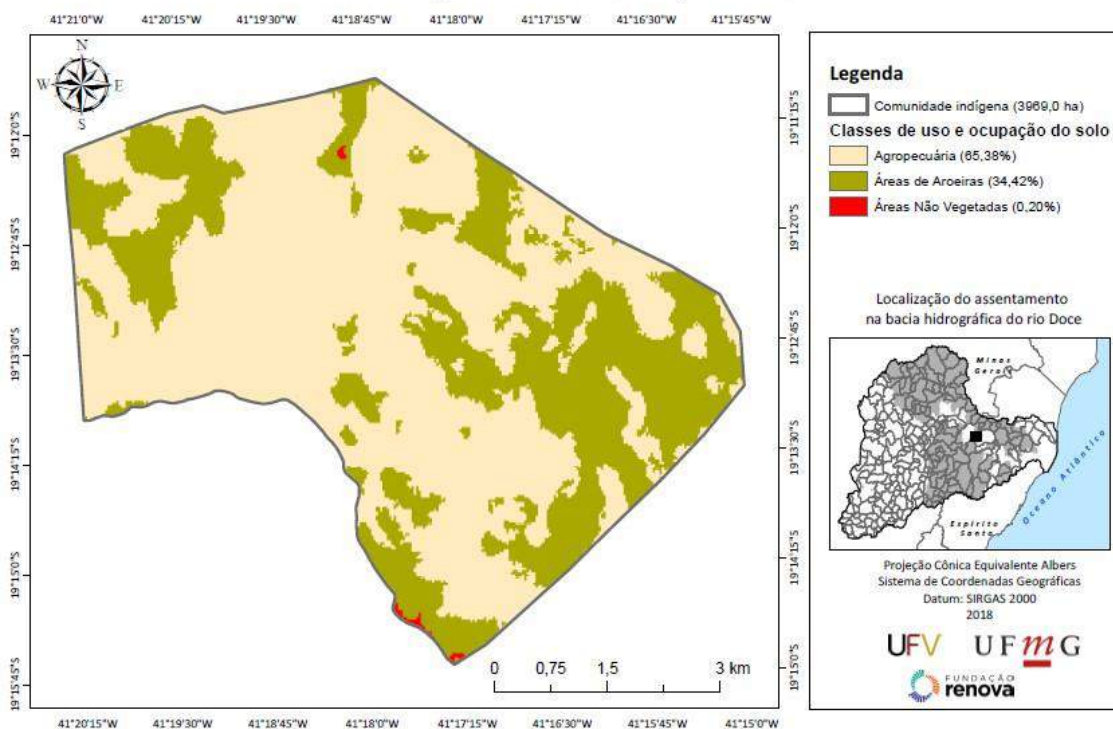 41°21'0"W 41°20'15"W 41°19'30"W 41°18'45"W 41°18'0"W 41°17'15"W 41°16'30"W 41°15'45"W
N
W E
S
19°12'0"S
19°12'45"S
19°13'30"S
19°14'15"S
19°15'0"S
19°15'45"S
19°11'15"S
19°12'0"S
19°12'45"S
19°13'30"S
19°14'15"S
19°15'0"S
0 0,75 1,5 3 km
41°20'15"W 41°19'30"W 41°18'45"W 41°18'0"W 41°17'15"W 41°16'30"W 41°15'45"W 41°15'0"W
Legenda
Comunidade indígena (3969,0 ha)
Classes de uso e ocupação do solo
Agropecuária (65,38%)
Áreas de Aroeiras (34,42%)
Áreas Não Vegetadas (0,20%)
Localização do assentamento
na bacia hidrográfica do rio Doce
Minas
Gerais
Oceano Atlântico
Espírito
Santo
Projeção Cônica Equivalente Albers
Sistema de Coordenadas Geográficas
Datum: SIRGAS 2000
2018
UFV UFmG
FUNDAÇÃO
renova